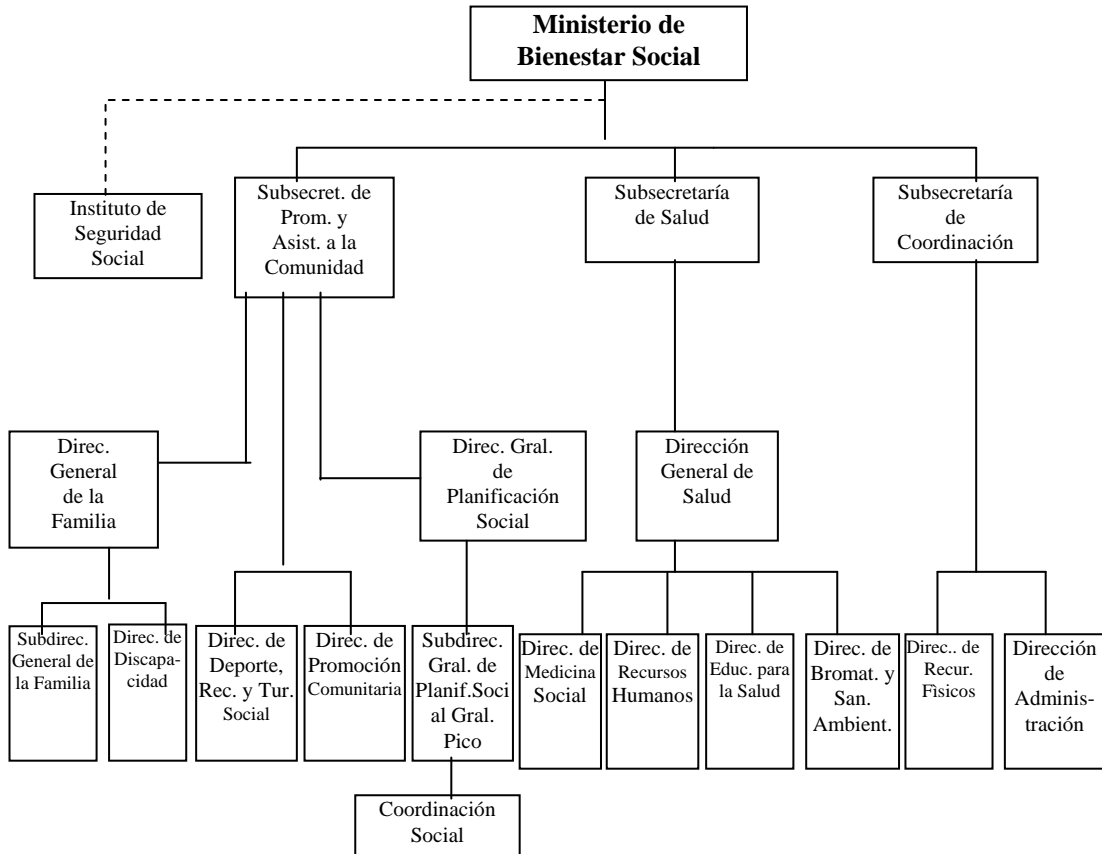 Ministerio de
Bienestar Social
Instituto de
Seguridad
Social
Subsecret. de
Prom. y
Asist. a la
Comunidad
Subsecretaría
de Salud
Subsecretaría
de
Coordinación
Direc.
General
de la
Familia
Direc. Gral.
de
Planificación
Social
Dirección
General de
Salud
Subdirec.
General de
la Familia
Direc. de
Discapa-
cidad
Direc. de
Deporte,
Rec. y Tur.
Social
Direc. de
Promoción
Comunitaria
Subdirec.
Gral. de
Planif.Soci
al Gral.
Pico
Direc. de
Medicina
Social
Direc. de
Recursos
Humanos
Direc. de
Educ. para
la Salud
Direc. de
Bromat. y
San.
Ambient.
Direc.. de
Recur.
Fìsicos
Dirección
de
Adminis-
tración
Coordinación
Social